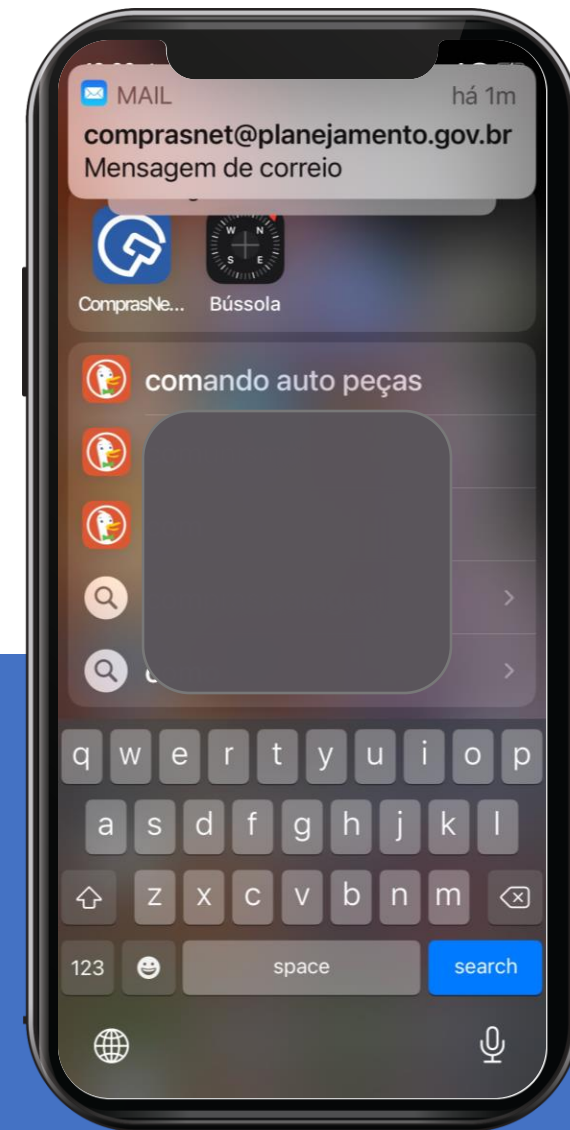 MAIL há 1m
comprasnet@planejamento.gov.br
Mensagem de correio
W N
S E
ComprasNe... Bússola
comando auto peças
q w e r t y u i o p
a s d f g h j k l
z x c v b n m
123 space search